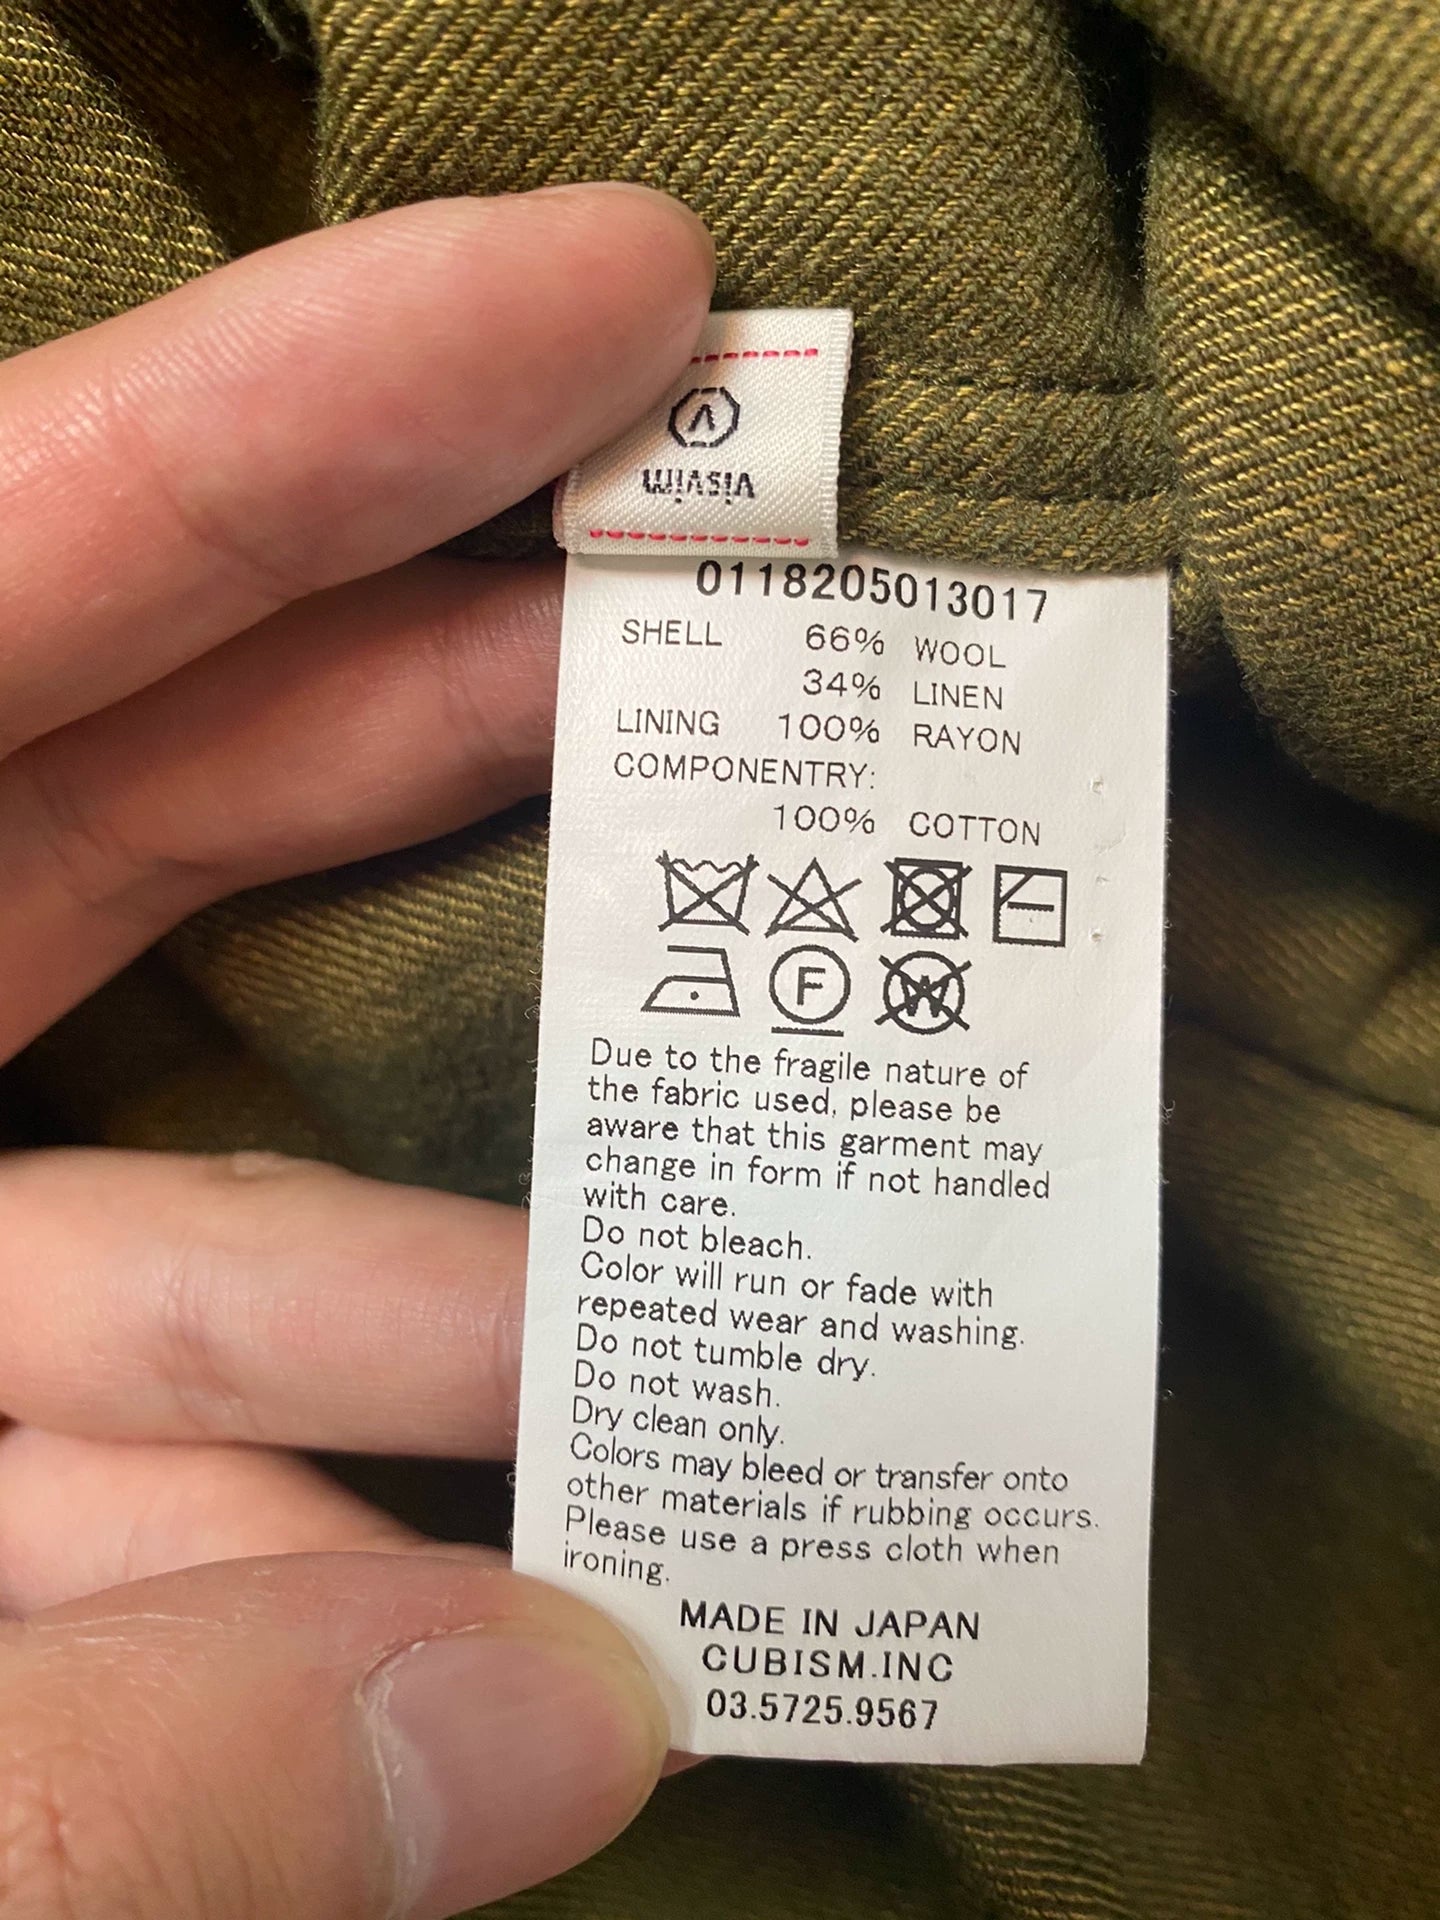 visvim
V
0118205013017
SHELL 66% WOOL
34% LINEN
LINING 100% RAYON
COMPONENTRY:
100% COTTON
F W
Due to the fragile nature of
the fabric used, please be
aware that this garment may
change in form if not handled
with care.
Do not bleach.
Color will run or fade with
repeated wear and washing.
Do not tumble dry.
Do not wash.
Dry clean only.
Colors may bleed or transfer onto
other materials if rubbing occurs.
Please use a press cloth when
ironing.
MADE IN JAPAN
CUBISM.INC
03.5725.9567